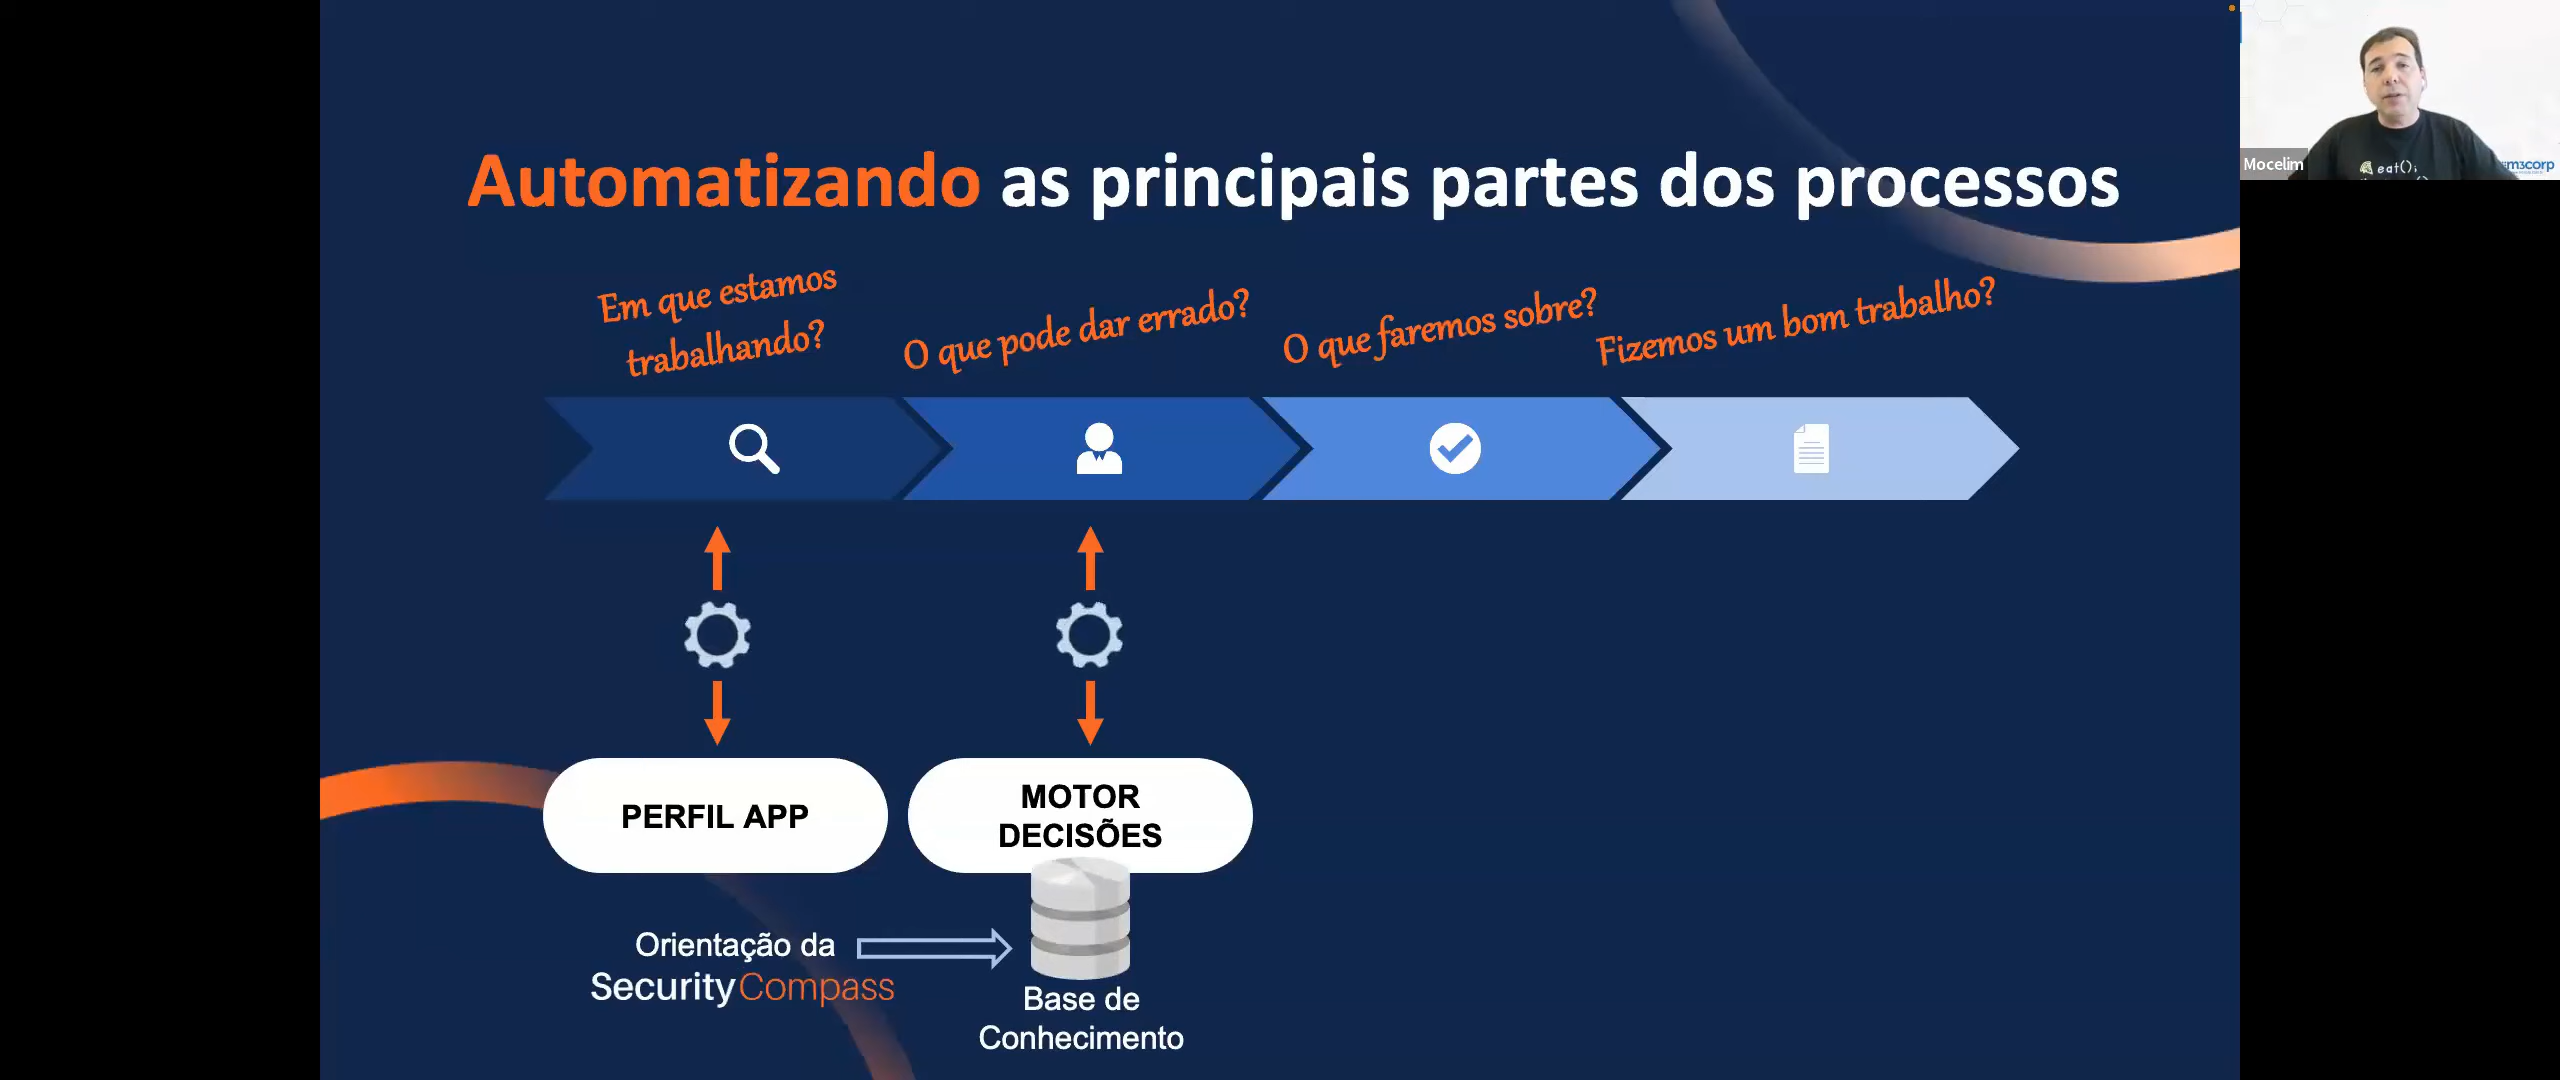 Automatizando as principais partes dos processos
Em que estamos
trabalhando?
O que pode dar errado?
O que faremos sobre?
Fizemos um bom trabalho?
PERFIL APP
MOTOR
DECISÕES
Orientação da
SecurityCompass
Base de
Conhecimento
Mocelim
eat();
m3corp